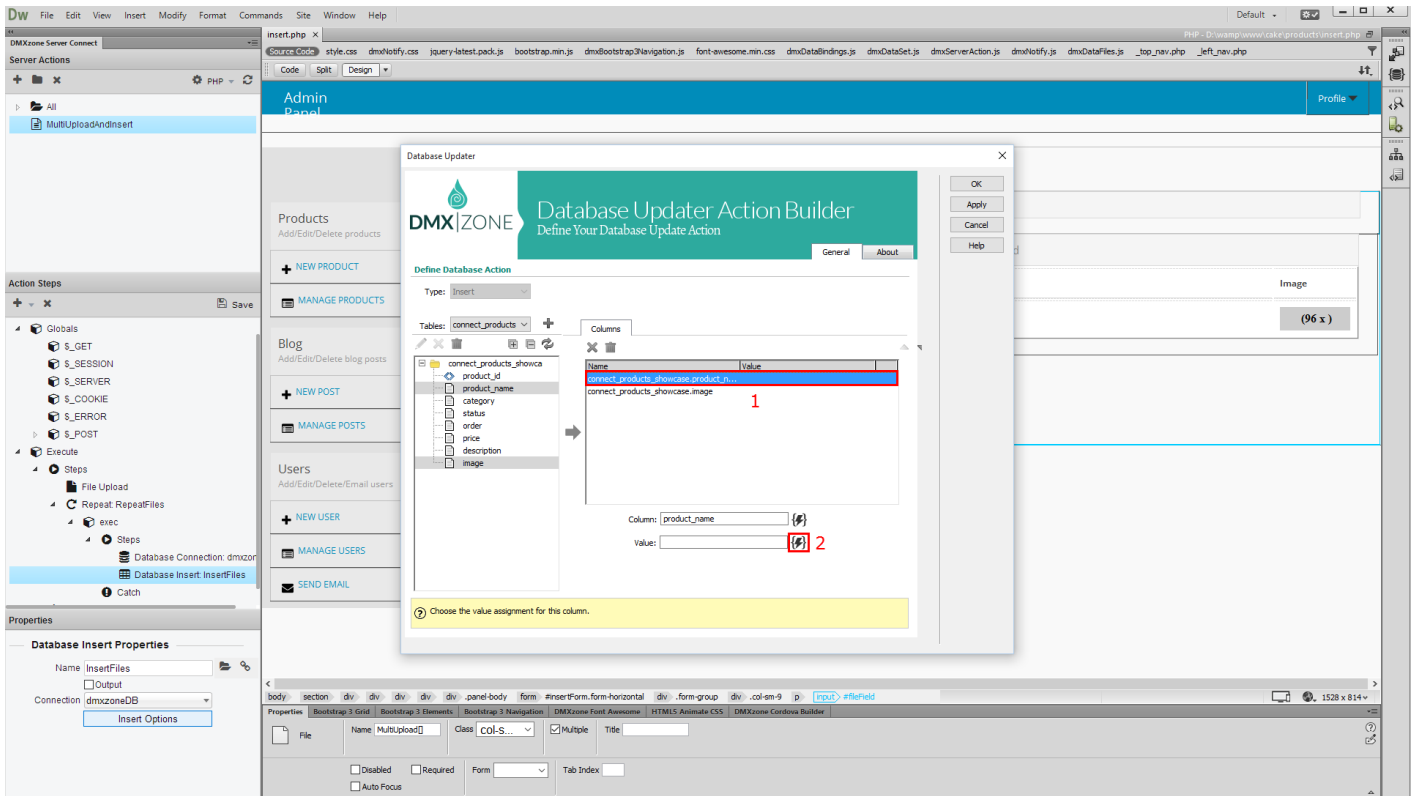 Dw File Edit View Insert Modify Format Commands Site Window Help
Default
DMXzone Server Connect
Server Actions
PHP
All
MultiUploadAndInsert
insert.php ×
PHP - D:\wamp\www\cake\products\insert.php
Source Code style.css dmxNotify.css jquery-latest.pack.js bootstrap.min.js dmxBootstrap3Navigation.js font-awesome.min.css dmxDataBindings.js dmxDataSet.js dmxServerAction.js dmxNotify.js dmxDataFiles.js _top_nav.php _left_nav.php
Code Split Design
Admin
Panel
Profile
Products
Add/Edit/Delete products
NEW PRODUCT
MANAGE PRODUCTS
Blog
Add/Edit/Delete blog posts
NEW POST
MANAGE POSTS
Users
Add/Edit/Delete/Email users
NEW USER
MANAGE USERS
SEND EMAIL
Image
(96 x )
Database Updater
DMX|ZONE
Database Updater Action Builder
Define Your Database Update Action
General About
OK
Apply
Cancel
Help
Define Database Action
Type: Insert
Tables: connect_products
Columns
connect_products_showca
product_id
product_name
category
status
order
price
description
image
Name Value
connect_products_showcase.product_n...
connect_products_showcase.image
1
Column: product_name
Value:
2
Choose the value assignment for this column.
Action Steps
Save
Globals
$_GET
$_SESSION
$_SERVER
$_COOKIE
$_ERROR
$_POST
Execute
Steps
File Upload
Repeat: RepeatFiles
exec
Steps
Database Connection: dmxzon
Database Insert: InsertFiles
Catch
Properties
Database Insert Properties
Name InsertFiles
Output
Connection dmxzoneDB
Insert Options
body section div div div div .panel-body form #insertForm.form-horizontal div .form-group div .col-sm-9 p input #fileField
1528 x 814
Properties Bootstrap 3 Grid Bootstrap 3 Elements Bootstrap 3 Navigation DMXzone Font Awesome HTML5 Animate CSS DMXzone Cordova Builder
File Name MultiUpload[] Class col-s... Multiple Title
Disabled Required Form Tab Index
Auto Focus